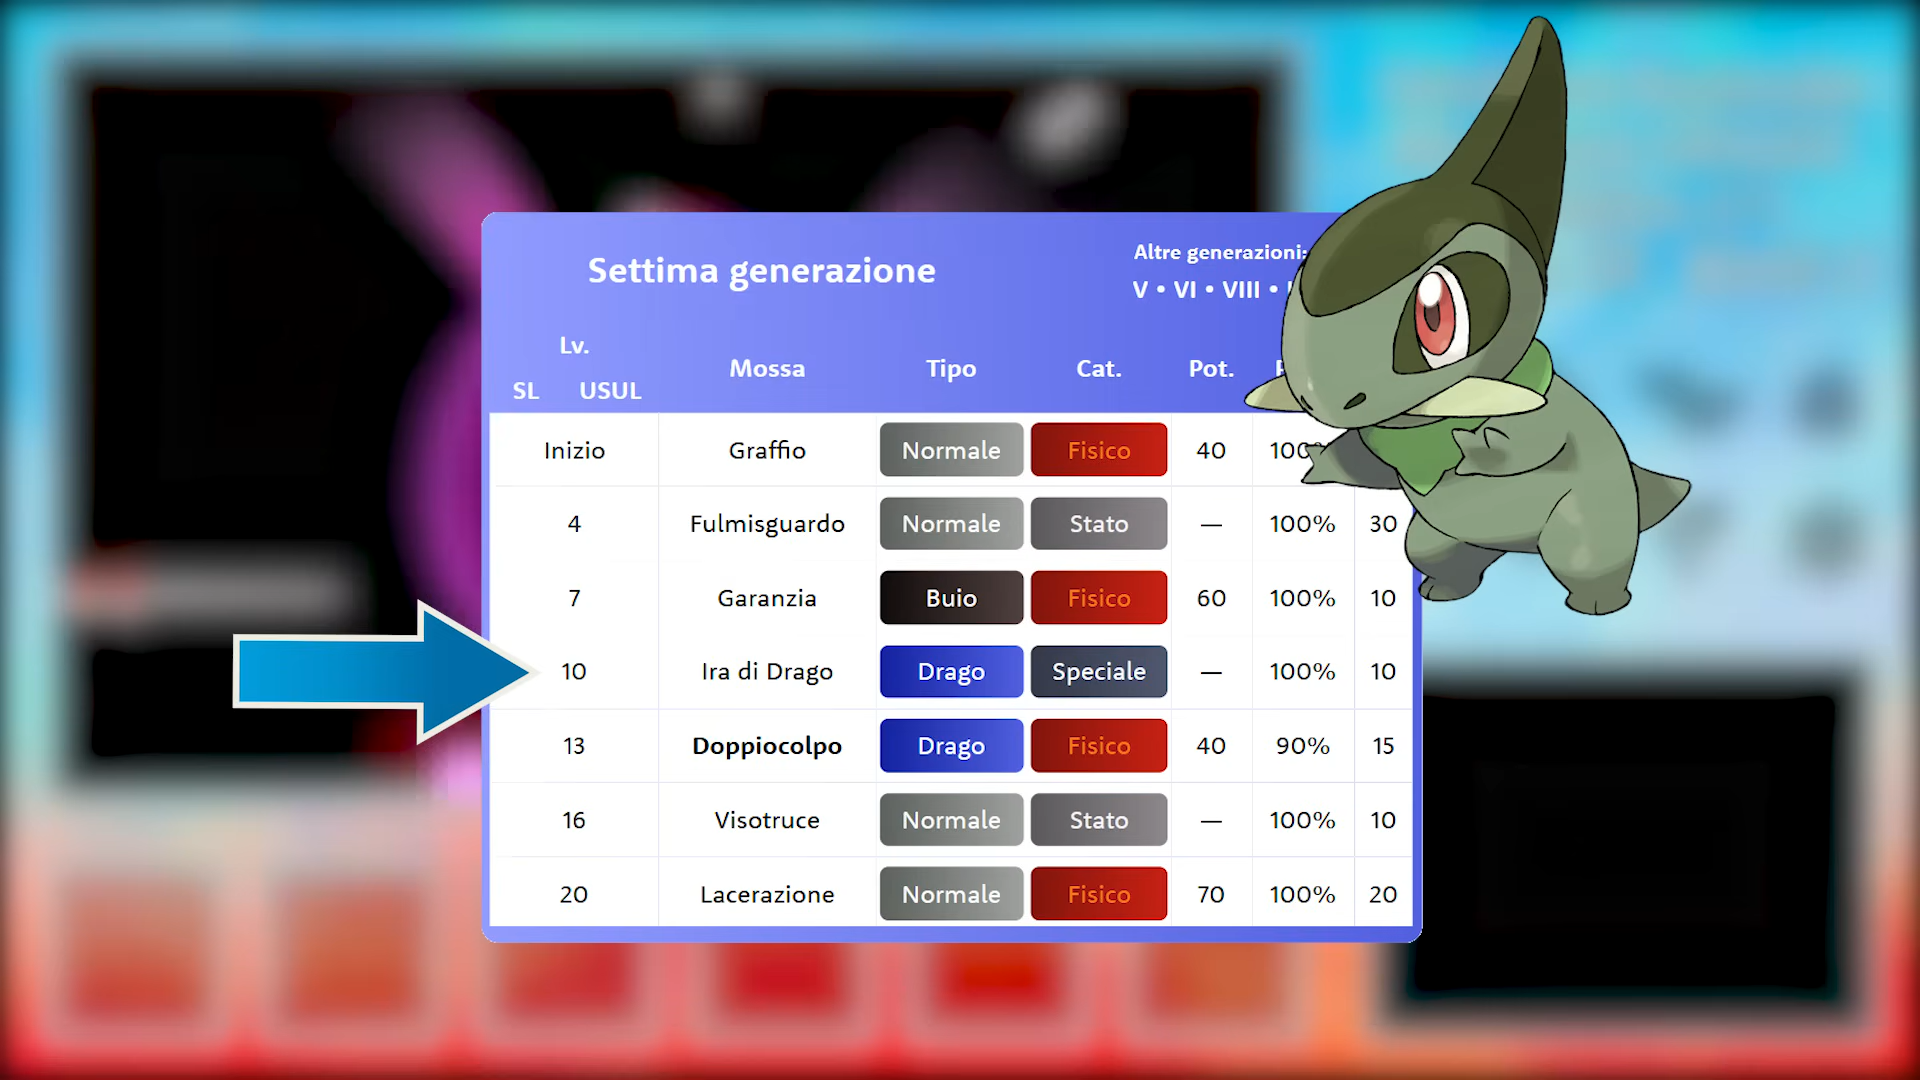 Settima generazione
Altre generazioni:
V • VI • VIII •
Lv.
SL USUL
Mossa Tipo Cat. Pot.
Inizio Graffio Normale Fisico 40
4 Fulmisguardo Normale Stato — 100% 30
7 Garanzia Buio Fisico 60 100% 10
10 Ira di Drago Drago Speciale — 100% 10
13 Doppiocolpo Drago Fisico 40 90% 15
16 Visotruce Normale Stato — 100% 10
20 Lacerazione Normale Fisico 70 100% 20